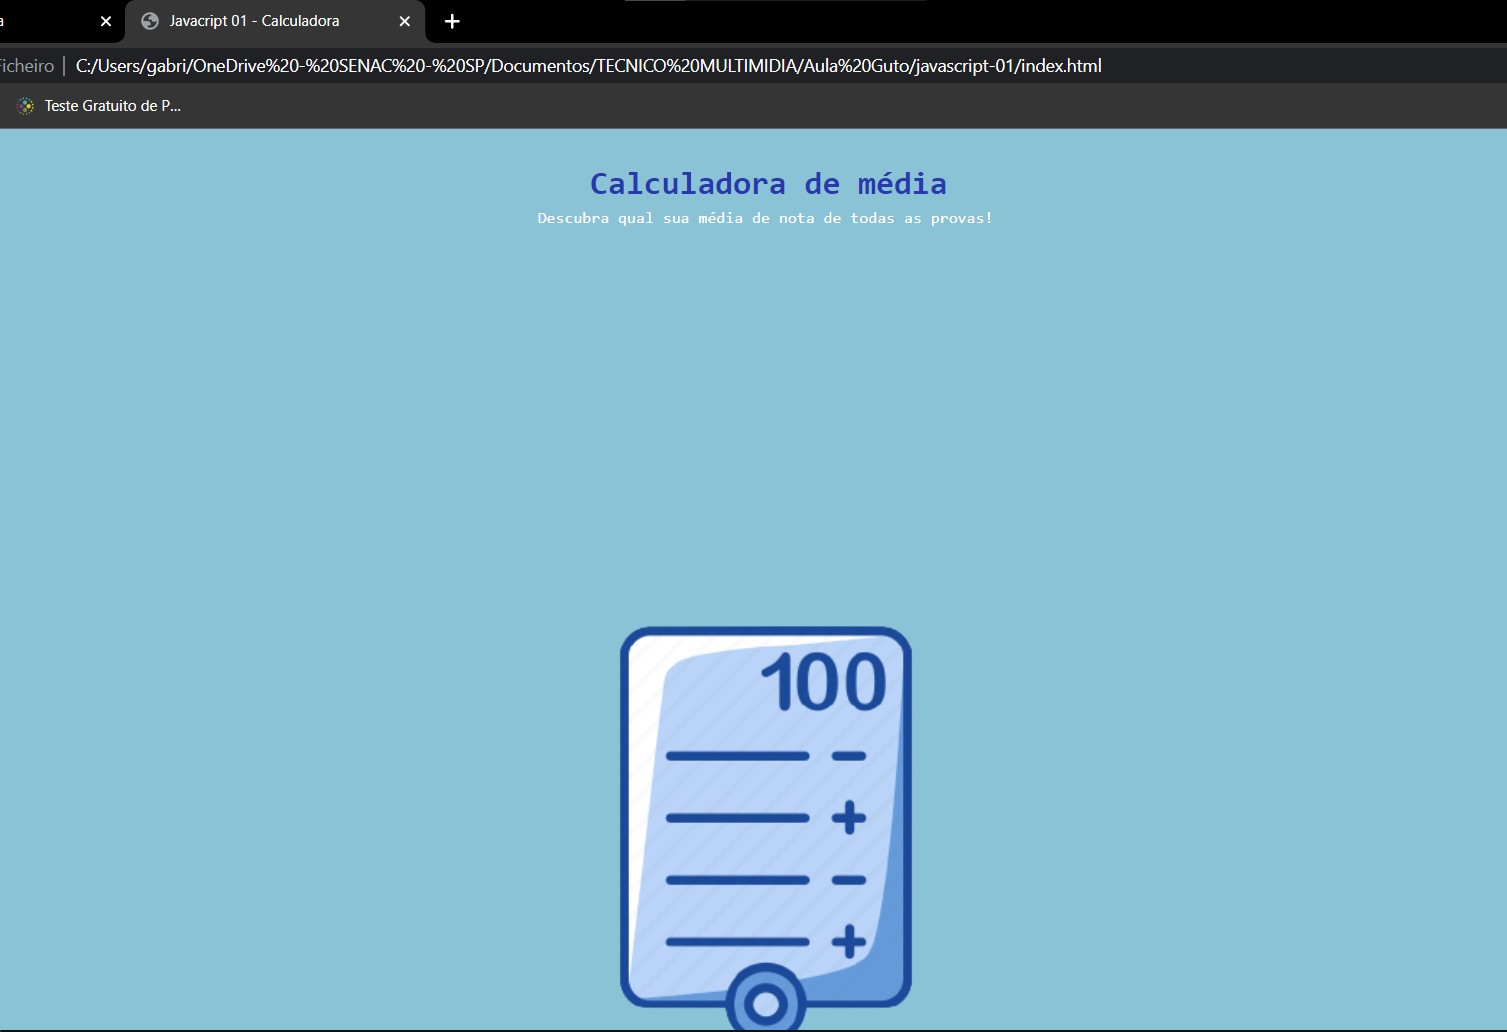 a
Javacript 01 - Calculadora
Ficheiro
C:/Users/gabri/OneDrive%20-%20SENAC%20-%20SP/Documentos/TECNICO%20MULTIMIDIA/Aula%20Guto/javascript-01/index.html
Teste Gratuito de P...
Calculadora de média
Descubra qual sua média de nota de todas as provas!
100